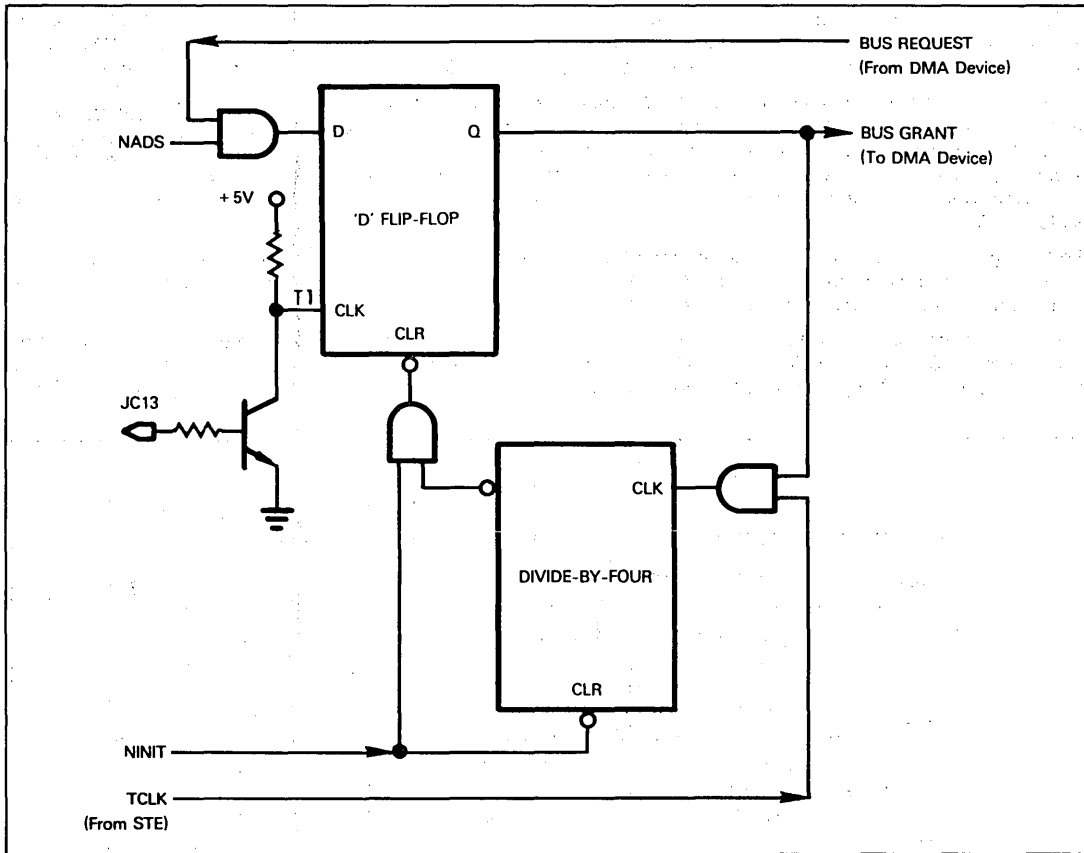 BUS REQUEST
(From DMA Device)
NADS
D
Q
BUS GRANT
(To DMA Device)
+5V
'D' FLIP-FLOP
T1
CLK
CLR
JC13
CLK
DIVIDE-BY-FOUR
CLR
NINIT
TCLK
(From STE)